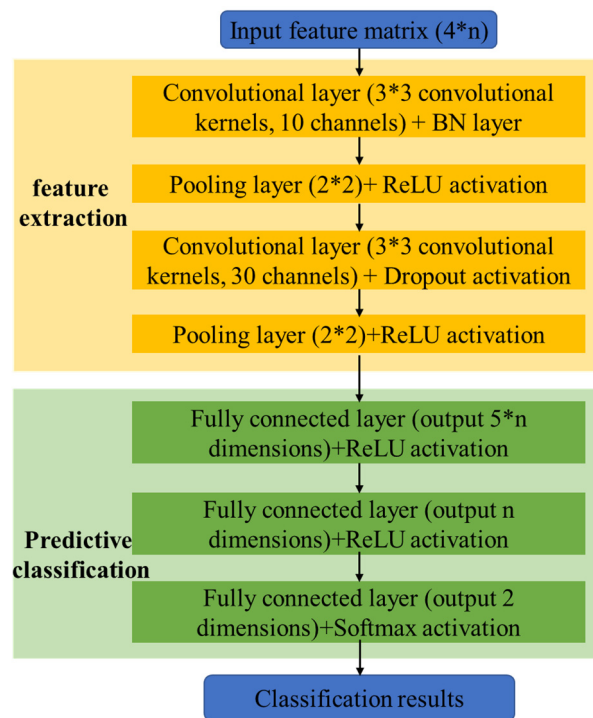 Input feature matrix (4*n)
Convolutional layer (3*3 convolutional
kernels, 10 channels) + BN layer
feature
extraction
Pooling layer (2*2)+ ReLU activation
Convolutional layer (3*3 convolutional
kernels, 30 channels) + Dropout activation
Pooling layer (2*2)+ReLU activation
Fully connected layer (output 5*n
dimensions)+ReLU activation
Predictive
classification
Fully connected layer (output n
dimensions)+ReLU activation
Fully connected layer (output 2
dimensions)+Softmax activation
Classification results